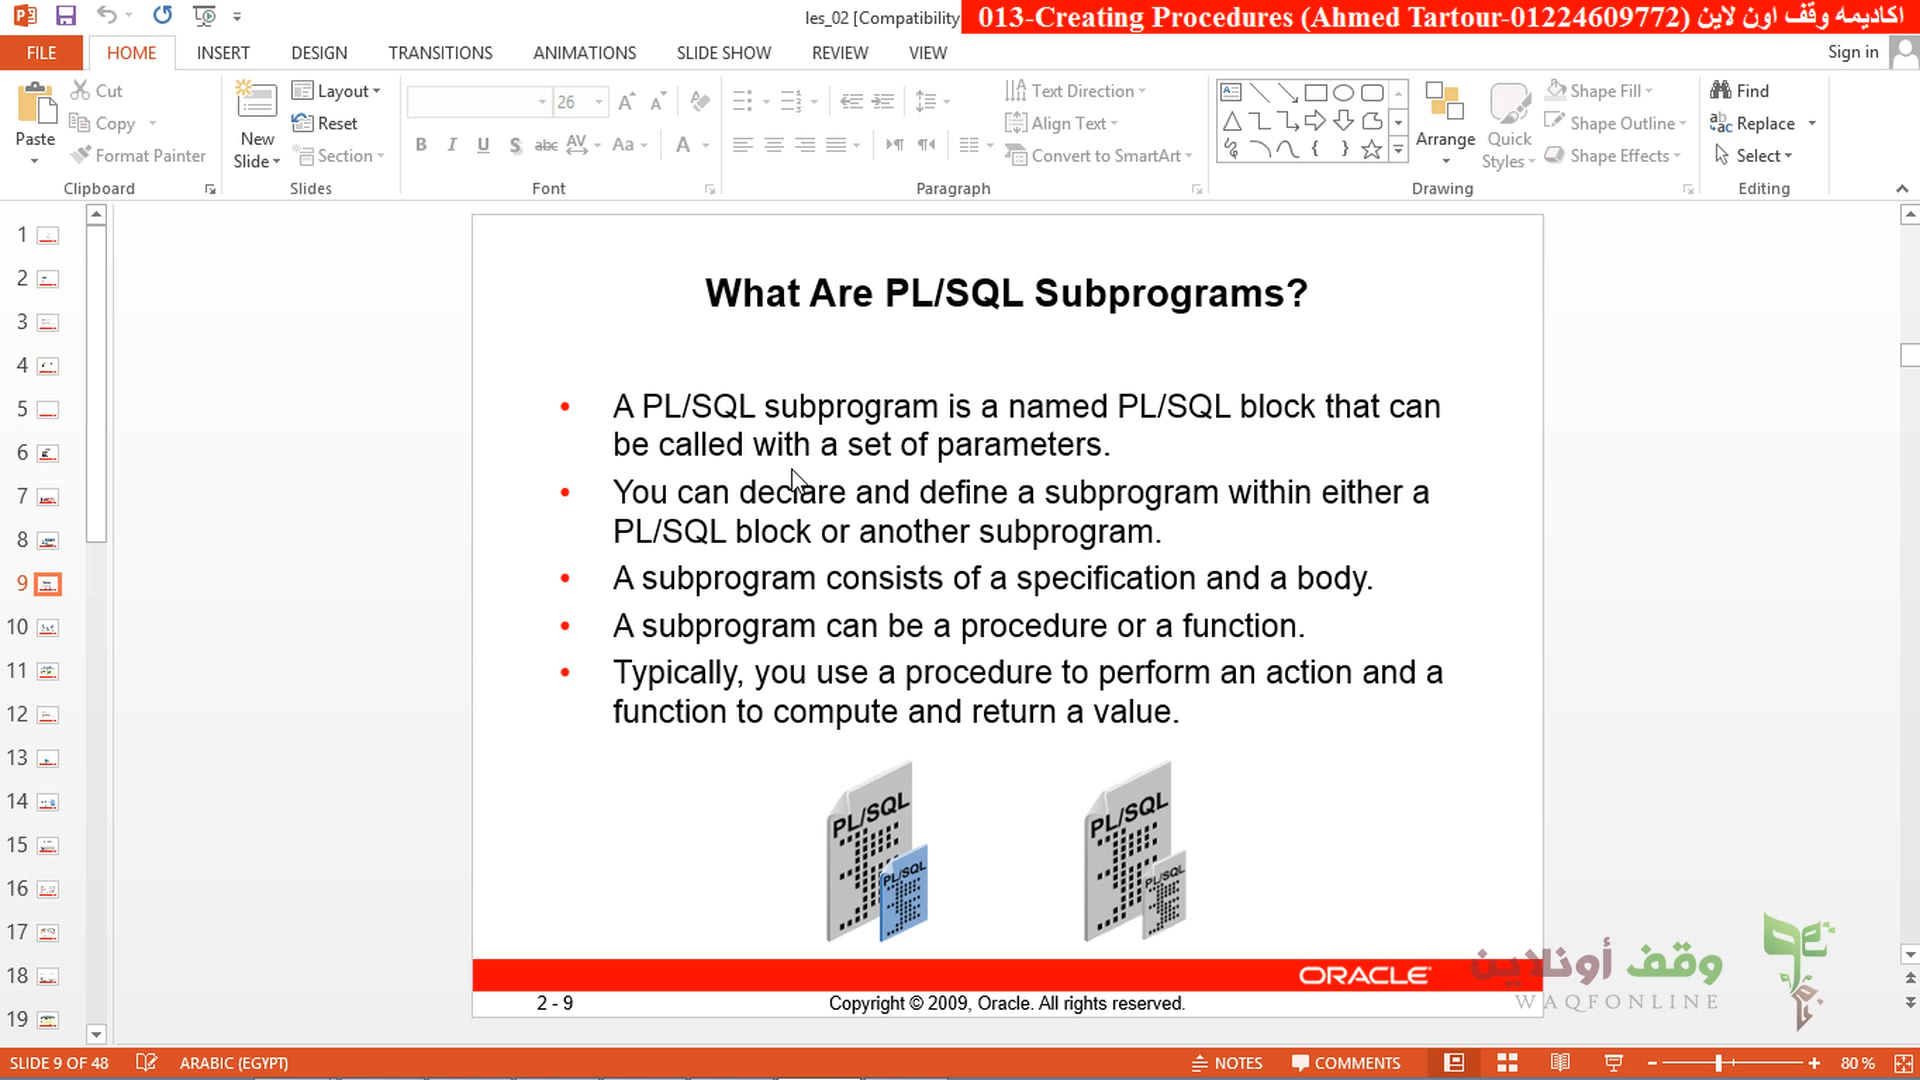 les_02 [Compatibility
013-Creating Procedures (Ahmed Tartour-01224609772) اكاديمه وقف اون لاين
FILE
HOME
INSERT
DESIGN
TRANSITIONS
ANIMATIONS
SLIDE SHOW
REVIEW
VIEW
Sign in
Paste
Cut
Copy
Format Painter
Clipboard
New
Slide
Layout
Reset
Section
Slides
26
Font
Text Direction
Align Text
Convert to SmartArt
Paragraph
Arrange
Quick
Styles
Shape Fill
Shape Outline
Shape Effects
Drawing
Find
Replace
Select
Editing
1
2
3
4
5
6
7
8
9
10
11
12
13
14
15
16
17
18
19
What Are PL/SQL Subprograms?
• A PL/SQL subprogram is a named PL/SQL block that can
be called with a set of parameters.
• You can declare and define a subprogram within either a
PL/SQL block or another subprogram.
• A subprogram consists of a specification and a body.
• A subprogram can be a procedure or a function.
• Typically, you use a procedure to perform an action and a
function to compute and return a value.
PL/SQL
PL/SQL
PL/SQL
PL/SQL
ORACLE
2 - 9
Copyright © 2009, Oracle. All rights reserved.
وقف أونلاين
WAQFONLINE
SLIDE 9 OF 48
ARABIC (EGYPT)
NOTES
COMMENTS
80 %